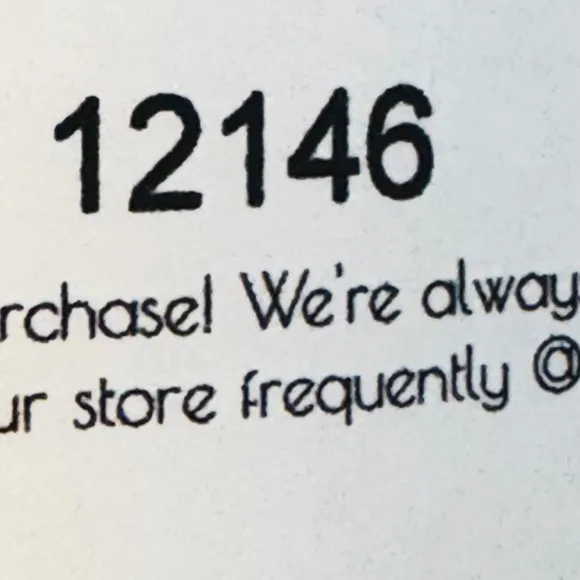 12146
rchase! We're alway
ur store frequently @